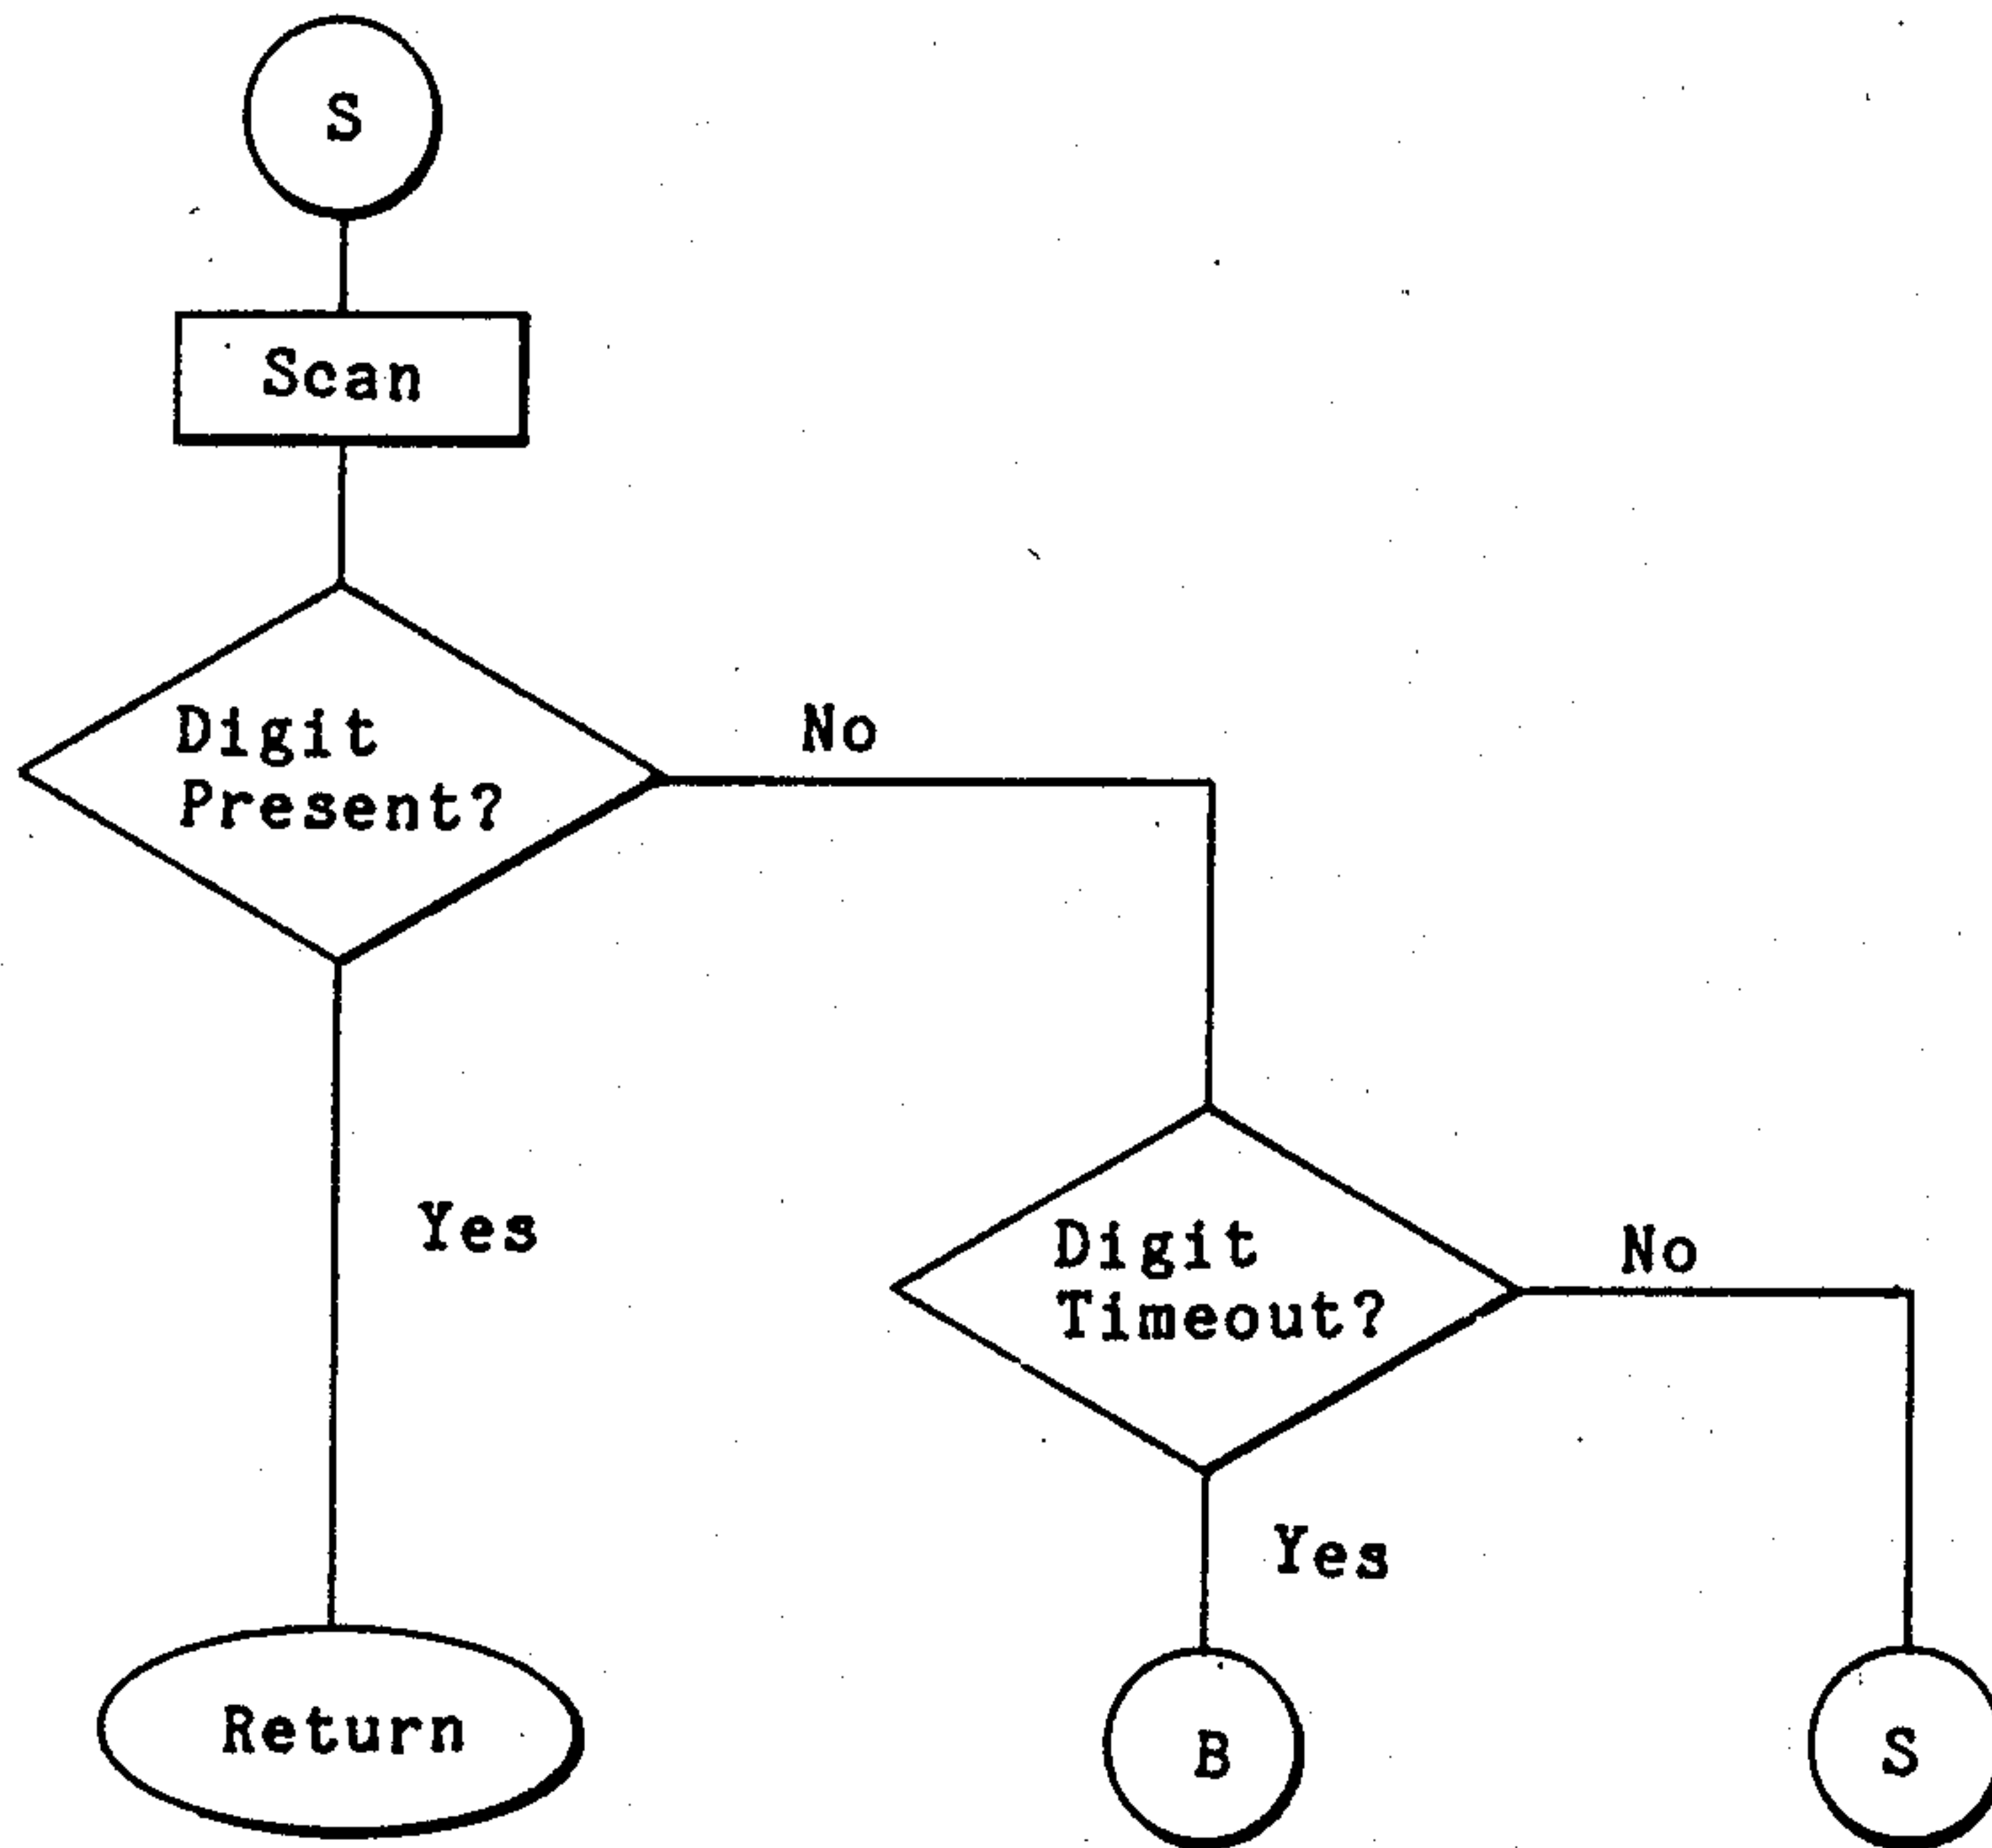 S
Scan
Digit
Present?
No
Yes
Digit
Timeout?
No
Yes
Return
B
S